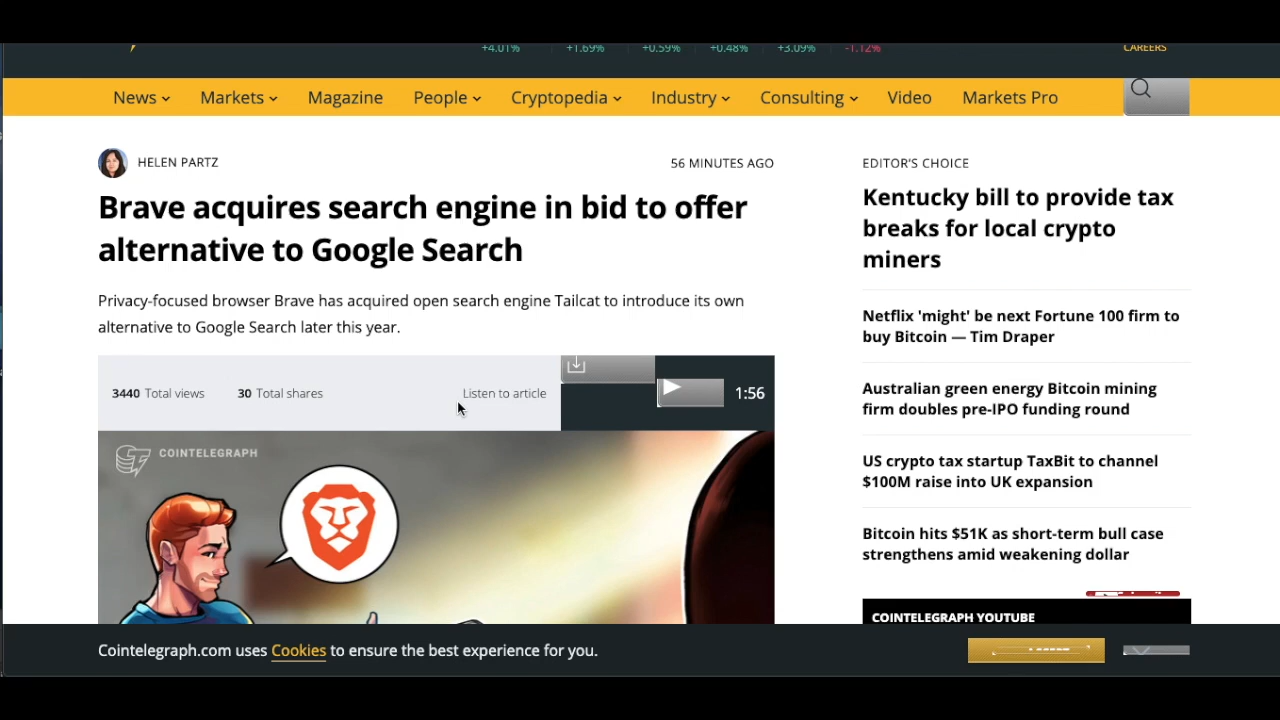 +4.01% +1.69% +0.59% +0.48% +3.09% -1.12% CAREERS
News Markets Magazine People Cryptopedia Industry Consulting Video Markets Pro
HELEN PARTZ
56 MINUTES AGO
Brave acquires search engine in bid to offer
alternative to Google Search
Privacy-focused browser Brave has acquired open search engine Tailcat to introduce its own
alternative to Google Search later this year.
3440 Total views 30 Total shares Listen to article 1:56
COINTELEGRAPH
EDITOR'S CHOICE
Kentucky bill to provide tax
breaks for local crypto
miners
Netflix 'might' be next Fortune 100 firm to
buy Bitcoin — Tim Draper
Australian green energy Bitcoin mining
firm doubles pre-IPO funding round
US crypto tax startup TaxBit to channel
$100M raise into UK expansion
Bitcoin hits $51K as short-term bull case
strengthens amid weakening dollar
COINTELEGRAPH YOUTUBE
Cointelegraph.com uses Cookies to ensure the best experience for you.